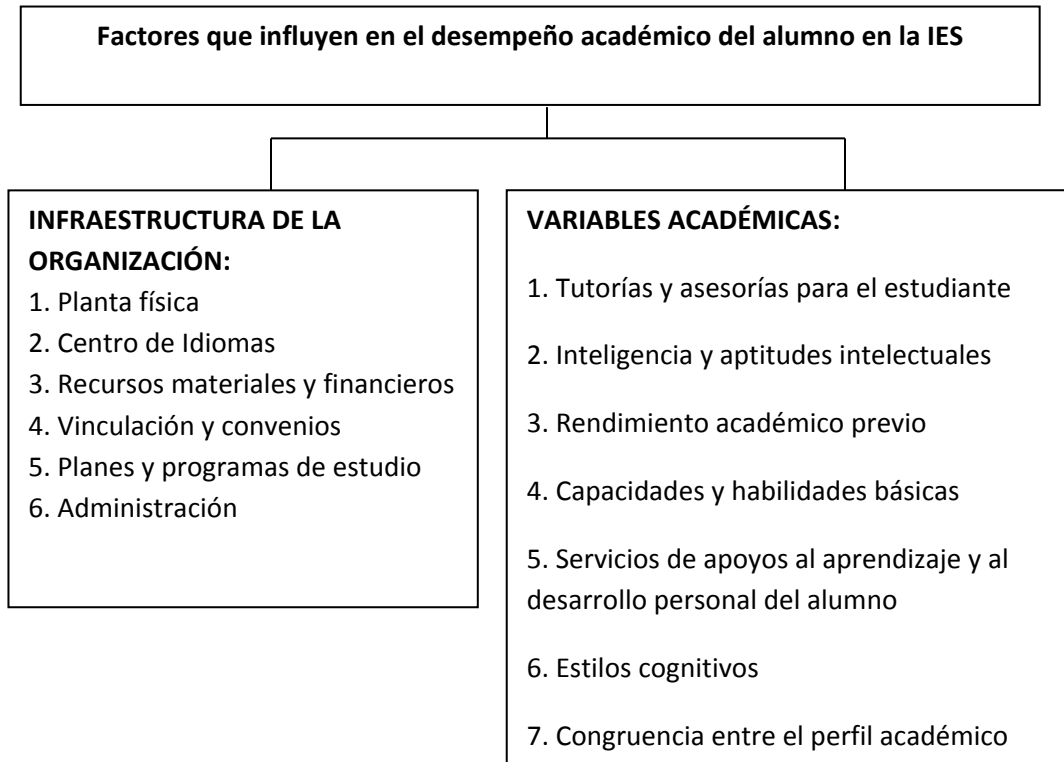 Factores que influyen en el desempeño académico del alumno en la IES
INFRAESTRUCTURA DE LA
ORGANIZACIÓN:
1. Planta física
2. Centro de Idiomas
3. Recursos materiales y financieros
4. Vinculación y convenios
5. Planes y programas de estudio
6. Administración
VARIABLES ACADÉMICAS:
1. Tutorías y asesorías para el estudiante
2. Inteligencia y aptitudes intelectuales
3. Rendimiento académico previo
4. Capacidades y habilidades básicas
5. Servicios de apoyos al aprendizaje y al
desarrollo personal del alumno
6. Estilos cognitivos
7. Congruencia entre el perfil académico